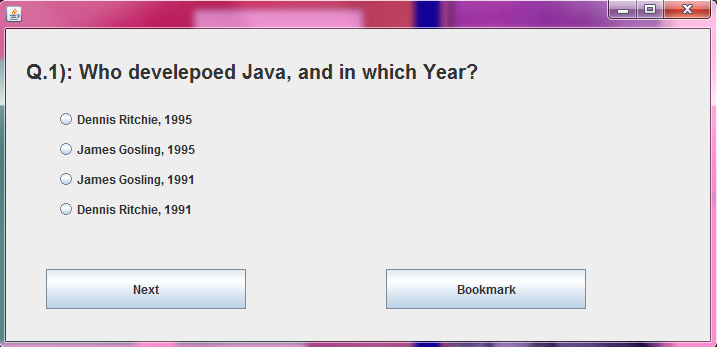 Q.1): Who develepoed Java, and in which Year?
Dennis Ritchie, 1995
James Gosling, 1995
James Gosling, 1991
Dennis Ritchie, 1991
Next Bookmark